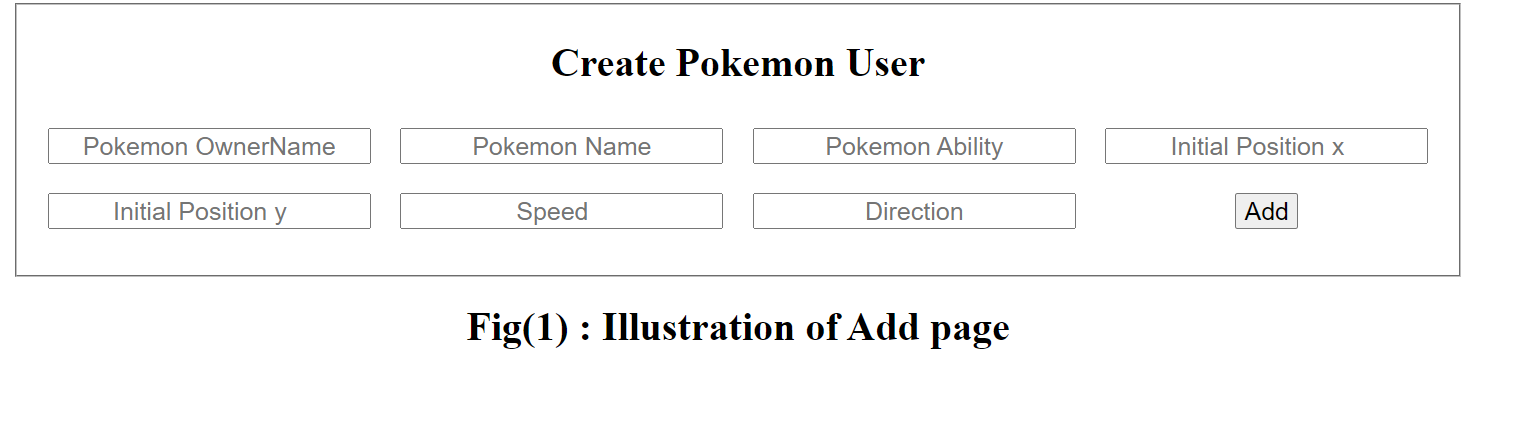 Create Pokemon User
Pokemon OwnerName Pokemon Name Pokemon Ability Initial Position x
Initial Position y Speed Direction Add
Fig(1) : Illustration of Add page